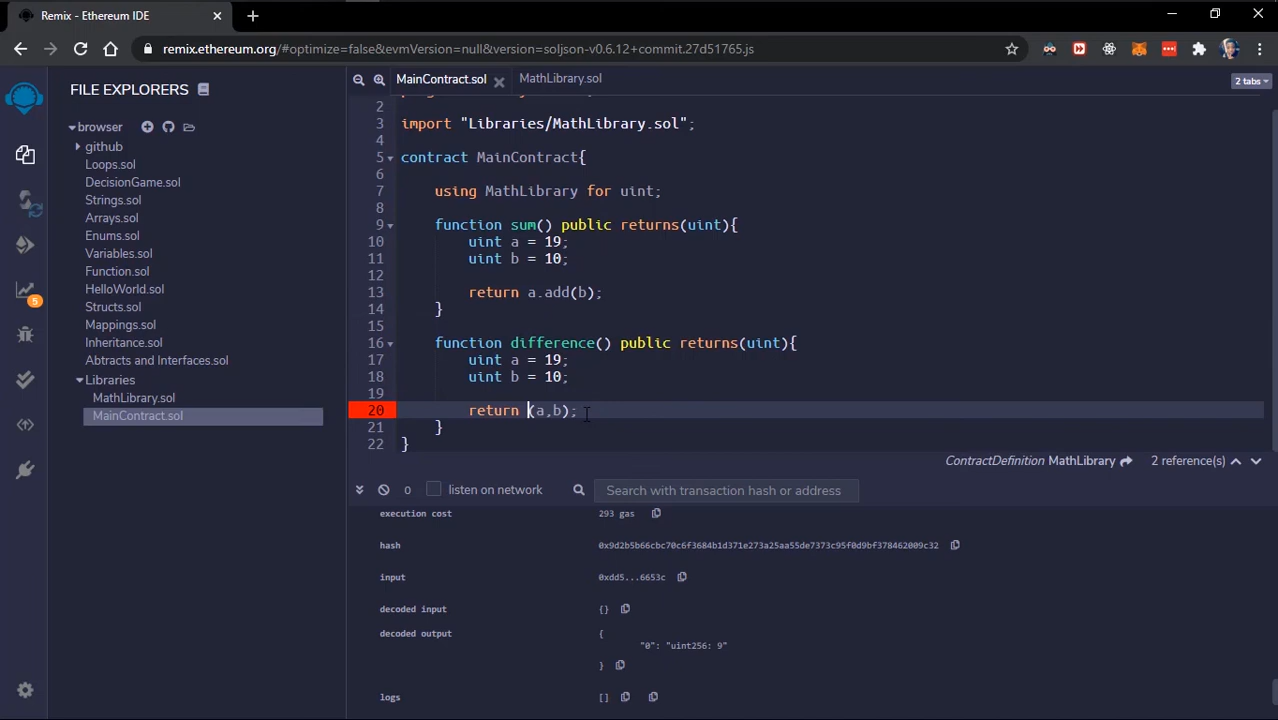 Remix - Ethereum IDE
remix.ethereum.org/#optimize=false&evmVersion=null&version=soljson-v0.6.12+commit.27d51765.js
FILE EXPLORERS
MainContract.sol
MathLibrary.sol
2 tabs
browser
github
Loops.sol
DecisionGame.sol
Strings.sol
Arrays.sol
Enums.sol
Variables.sol
Function.sol
HelloWorld.sol
Structs.sol
Mappings.sol
Inheritance.sol
Abtracts and Interfaces.sol
Libraries
MathLibrary.sol
MainContract.sol
5
2
3 import "Libraries/MathLibrary.sol";
4
5 contract MainContract{
6
7 using MathLibrary for uint;
8
9 function sum() public returns(uint){
10 uint a = 19;
11 uint b = 10;
12
13 return a.add(b);
14 }
15
16 function difference() public returns(uint){
17 uint a = 19;
18 uint b = 10;
19
20 return (a,b);
21 }
22 }
ContractDefinition MathLibrary 2 reference(s)
0 listen on network Search with transaction hash or address
execution cost 293 gas
hash 0x9d2b5b66cbc70c6f3684b1d371e273a25aa55de7373c95f0d9bf378462009c32
input 0xdd5...6653c
decoded input {}
decoded output {
"0": "uint256: 9"
}
logs []